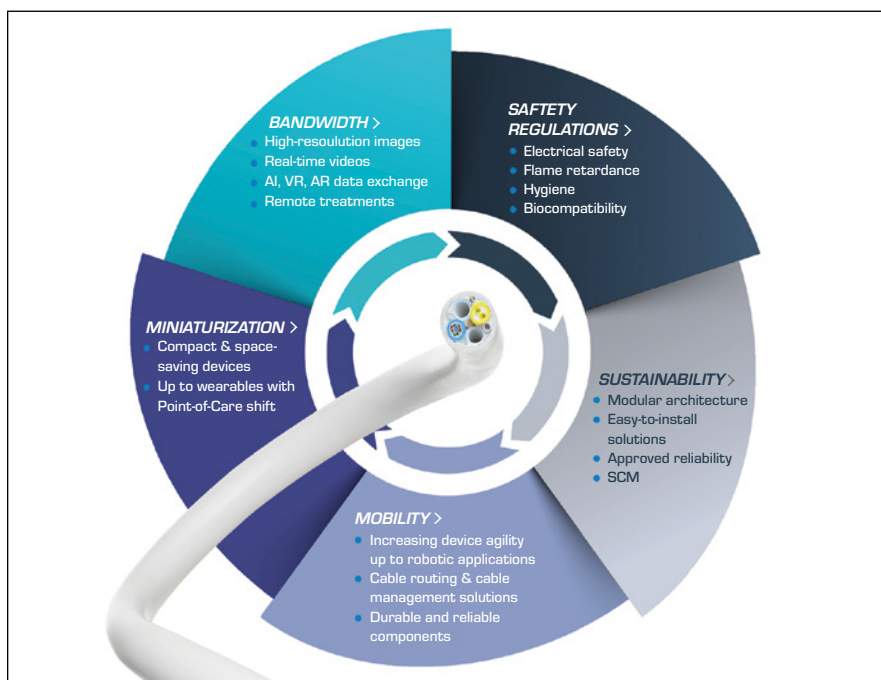 BANDWIDTH >
High-resoulution images
Real-time videos
AI, VR, AR data exchange
Remote treatments
SAFTETY
REGULATIONS >
Electrical safety
Flame retardance
Hygiene
Biocompatibility
MINIATURIZATION >
Compact & space-
saving devices
Up to wearables with
Point-of-Care shift
SUSTAINABILITY >
Modular architecture
Easy-to-install
solutions
Approved reliability
SCM
MOBILITY >
Increasing device agility
up to robotic applications
Cable routing & cable
management solutions
Durable and reliable
components